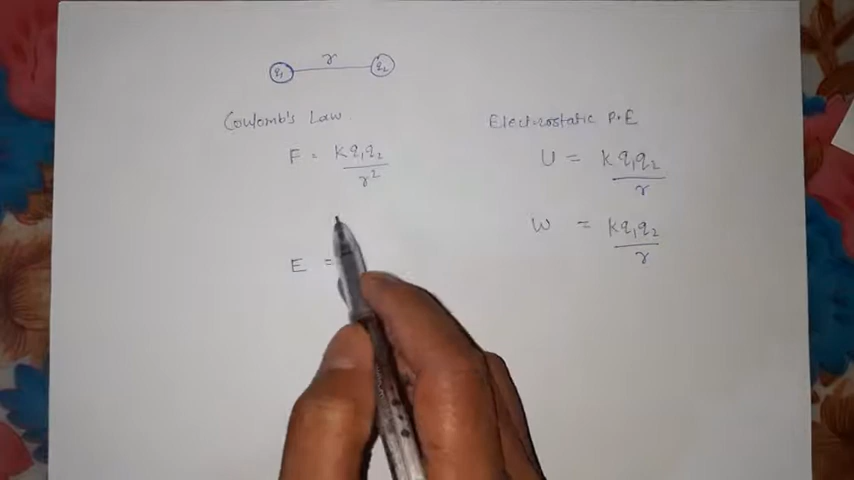 r
q₁ q₂
Coulomb's Law
F = Kq₁q₂/r²
E =
Electrostatic P.E
U = Kq₁q₂/r
W = Kq₁q₂/r